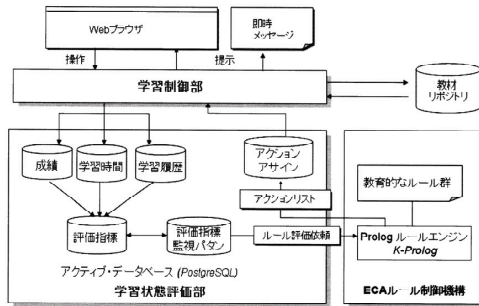 Webブラウザ
即時
メッセージ
操作
提示
学習制御部
教材
リポジトリ
成績
学習時間
学習履歴
アクション
アサイン
教育的なルール群
アクションリスト
評価指標
評価指標
監視パタン
ルール評価依頼
Prolog ルールエンジン
K-Prolog
アクティブ・データベース (PostgreSQL)
学習状態評価部
ECAルール制御機構